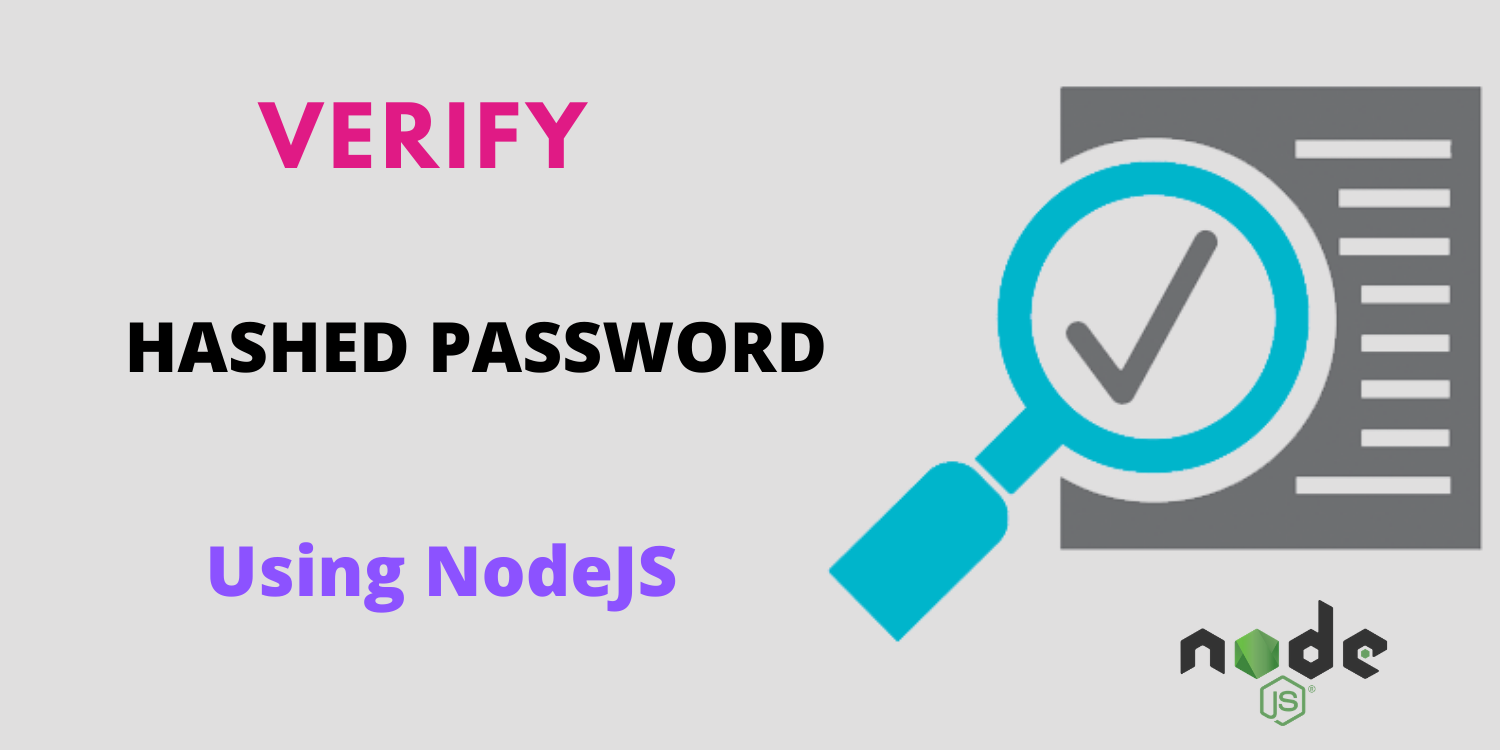 VERIFY
HASHED PASSWORD
Using NodeJS
node
JS®